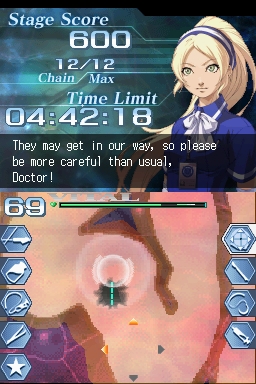 Stage Score
600
12/12
Chain / Max
Time Limit
04:42:18
They may get in our way, so please
be more careful than usual,
Doctor!
69